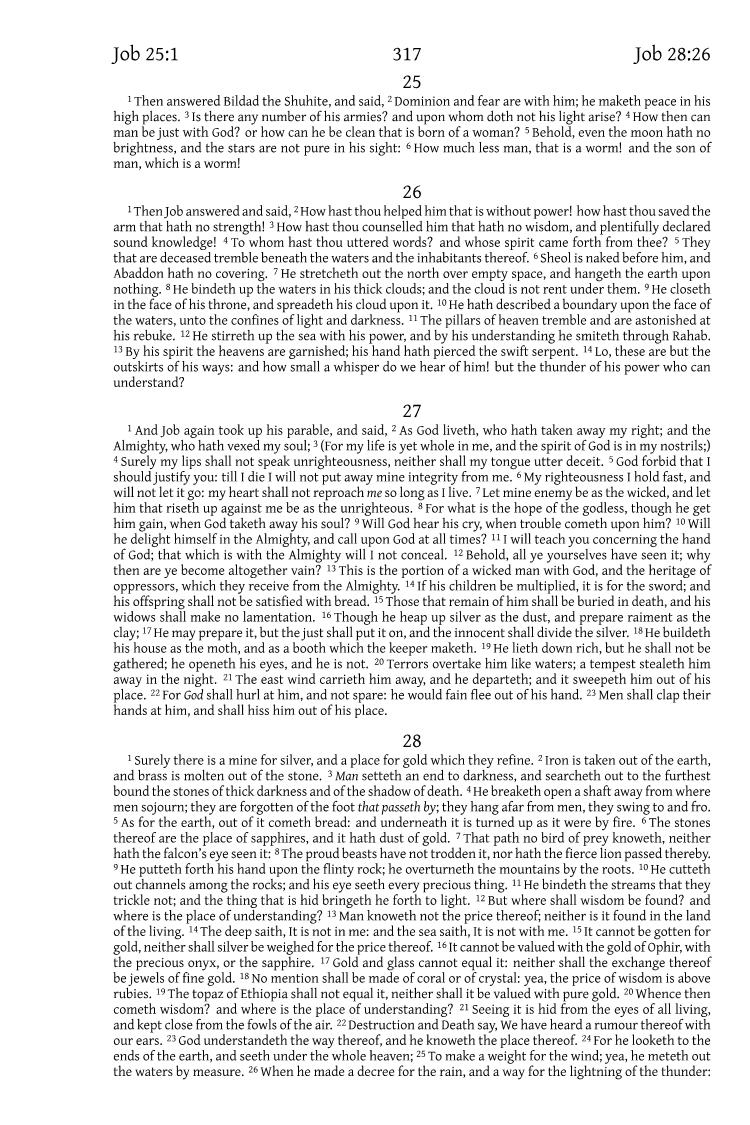 Job 25:1 317 Job 28:26
25
1 Then answered Bildad the Shuhite, and said, 2 Dominion and fear are with him; he maketh peace in his
high places. 3 Is there any number of his armies? and upon whom doth not his light arise? 4 How then can
man be just with God? or how can he be clean that is born of a woman? 5 Behold, even the moon hath no
brightness, and the stars are not pure in his sight: 6 How much less man, that is a worm! and the son of
man, which is a worm!
26
1 Then Job answered and said, 2 How hast thou helped him that is without power! how hast thou saved the
arm that hath no strength! 3 How hast thou counselled him that hath no wisdom, and plentifully declared
sound knowledge! 4 To whom hast thou uttered words? and whose spirit came forth from thee? 5 They
that are deceased tremble beneath the waters and the inhabitants thereof. 6 Sheol is naked before him, and
Abaddon hath no covering. 7 He stretcheth out the north over empty space, and hangeth the earth upon
nothing. 8 He bindeth up the waters in his thick clouds; and the cloud is not rent under them. 9 He closeth
in the face of his throne, and spreadeth his cloud upon it. 10 He hath described a boundary upon the face of
the waters, unto the confines of light and darkness. 11 The pillars of heaven tremble and are astonished at
his rebuke. 12 He stirreth up the sea with his power, and by his understanding he smiteth through Rahab.
13 By his spirit the heavens are garnished; his hand hath pierced the swift serpent. 14 Lo, these are but the
outskirts of his ways: and how small a whisper do we hear of him! but the thunder of his power who can
understand?
27
1 And Job again took up his parable, and said, 2 As God liveth, who hath taken away my right; and the
Almighty, who hath vexed my soul; 3 (For my life is yet whole in me, and the spirit of God is in my nostrils;)
4 Surely my lips shall not speak unrighteousness, neither shall my tongue utter deceit. 5 God forbid that I
should justify you: till I die I will not put away mine integrity from me. 6 My righteousness I hold fast, and
will not let it go: my heart shall not reproach me so long as I live. 7 Let mine enemy be as the wicked, and let
him that riseth up against me be as the unrighteous. 8 For what is the hope of the godless, though he get
him gain, when God taketh away his soul? 9 Will God hear his cry, when trouble cometh upon him? 10 Will
he delight himself in the Almighty, and call upon God at all times? 11 I will teach you concerning the hand
of God; that which is with the Almighty will I not conceal. 12 Behold, all ye yourselves have seen it; why
then are ye become altogether vain? 13 This is the portion of a wicked man with God, and the heritage of
oppressors, which they receive from the Almighty. 14 If his children be multiplied, it is for the sword; and
his offspring shall not be satisfied with bread. 15 Those that remain of him shall be buried in death, and his
widows shall make no lamentation. 16 Though he heap up silver as the dust, and prepare raiment as the
clay; 17 He may prepare it, but the just shall put it on, and the innocent shall divide the silver. 18 He buildeth
his house as the moth, and as a booth which the keeper maketh. 19 He lieth down rich, but he shall not be
gathered; he openeth his eyes, and he is not. 20 Terrors overtake him like waters; a tempest stealeth him
away in the night. 21 The east wind carrieth him away, and he departeth; and it sweepeth him out of his
place. 22 For God shall hurl at him, and not spare: he would fain flee out of his hand. 23 Men shall clap their
hands at him, and shall hiss him out of his place.
28
1 Surely there is a mine for silver, and a place for gold which they refine. 2 Iron is taken out of the earth,
and brass is molten out of the stone. 3 Man setteth an end to darkness, and searcheth out to the furthest
bound the stones of thick darkness and of the shadow of death. 4 He breaketh open a shaft away from where
men sojourn; they are forgotten of the foot that passeth by; they hang afar from men, they swing to and fro.
5 As for the earth, out of it cometh bread: and underneath it is turned up as it were by fire. 6 The stones
thereof are the place of sapphires, and it hath dust of gold. 7 That path no bird of prey knoweth, neither
hath the falcon's eye seen it: 8 The proud beasts have not trodden it, nor hath the fierce lion passed thereby.
9 He putteth forth his hand upon the flinty rock; he overturneth the mountains by the roots. 10 He cutteth
out channels among the rocks; and his eye seeth every precious thing. 11 He bindeth the streams that they
trickle not; and the thing that is hid bringeth he forth to light. 12 But where shall wisdom be found? and
where is the place of understanding? 13 Man knoweth not the price thereof; neither is it found in the land
of the living. 14 The deep saith, It is not in me: and the sea saith, It is not with me. 15 It cannot be gotten for
gold, neither shall silver be weighed for the price thereof. 16 It cannot be valued with the gold of Ophir, with
the precious onyx, or the sapphire. 17 Gold and glass cannot equal it: neither shall the exchange thereof
be jewels of fine gold. 18 No mention shall be made of coral or of crystal: yea, the price of wisdom is above
rubies. 19 The topaz of Ethiopia shall not equal it, neither shall it be valued with pure gold. 20 Whence then
cometh wisdom? and where is the place of understanding? 21 Seeing it is hid from the eyes of all living,
and kept close from the fowls of the air. 22 Destruction and Death say, We have heard a rumour thereof with
our ears. 23 God understandeth the way thereof, and he knoweth the place thereof. 24 For he looketh to the
ends of the earth, and seeth under the whole heaven; 25 To make a weight for the wind; yea, he meteth out
the waters by measure. 26 When he made a decree for the rain, and a way for the lightning of the thunder: